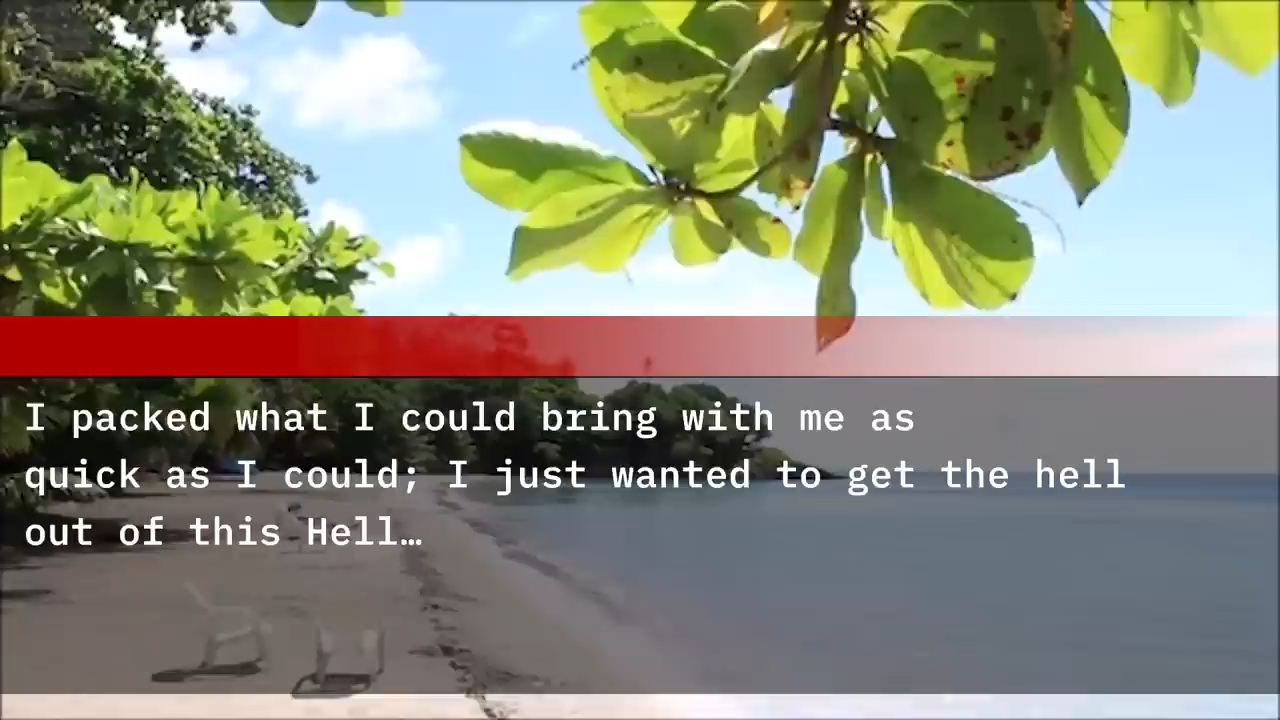 I packed what I could bring with me as
quick as I could; I just wanted to get the hell
out of this Hell…